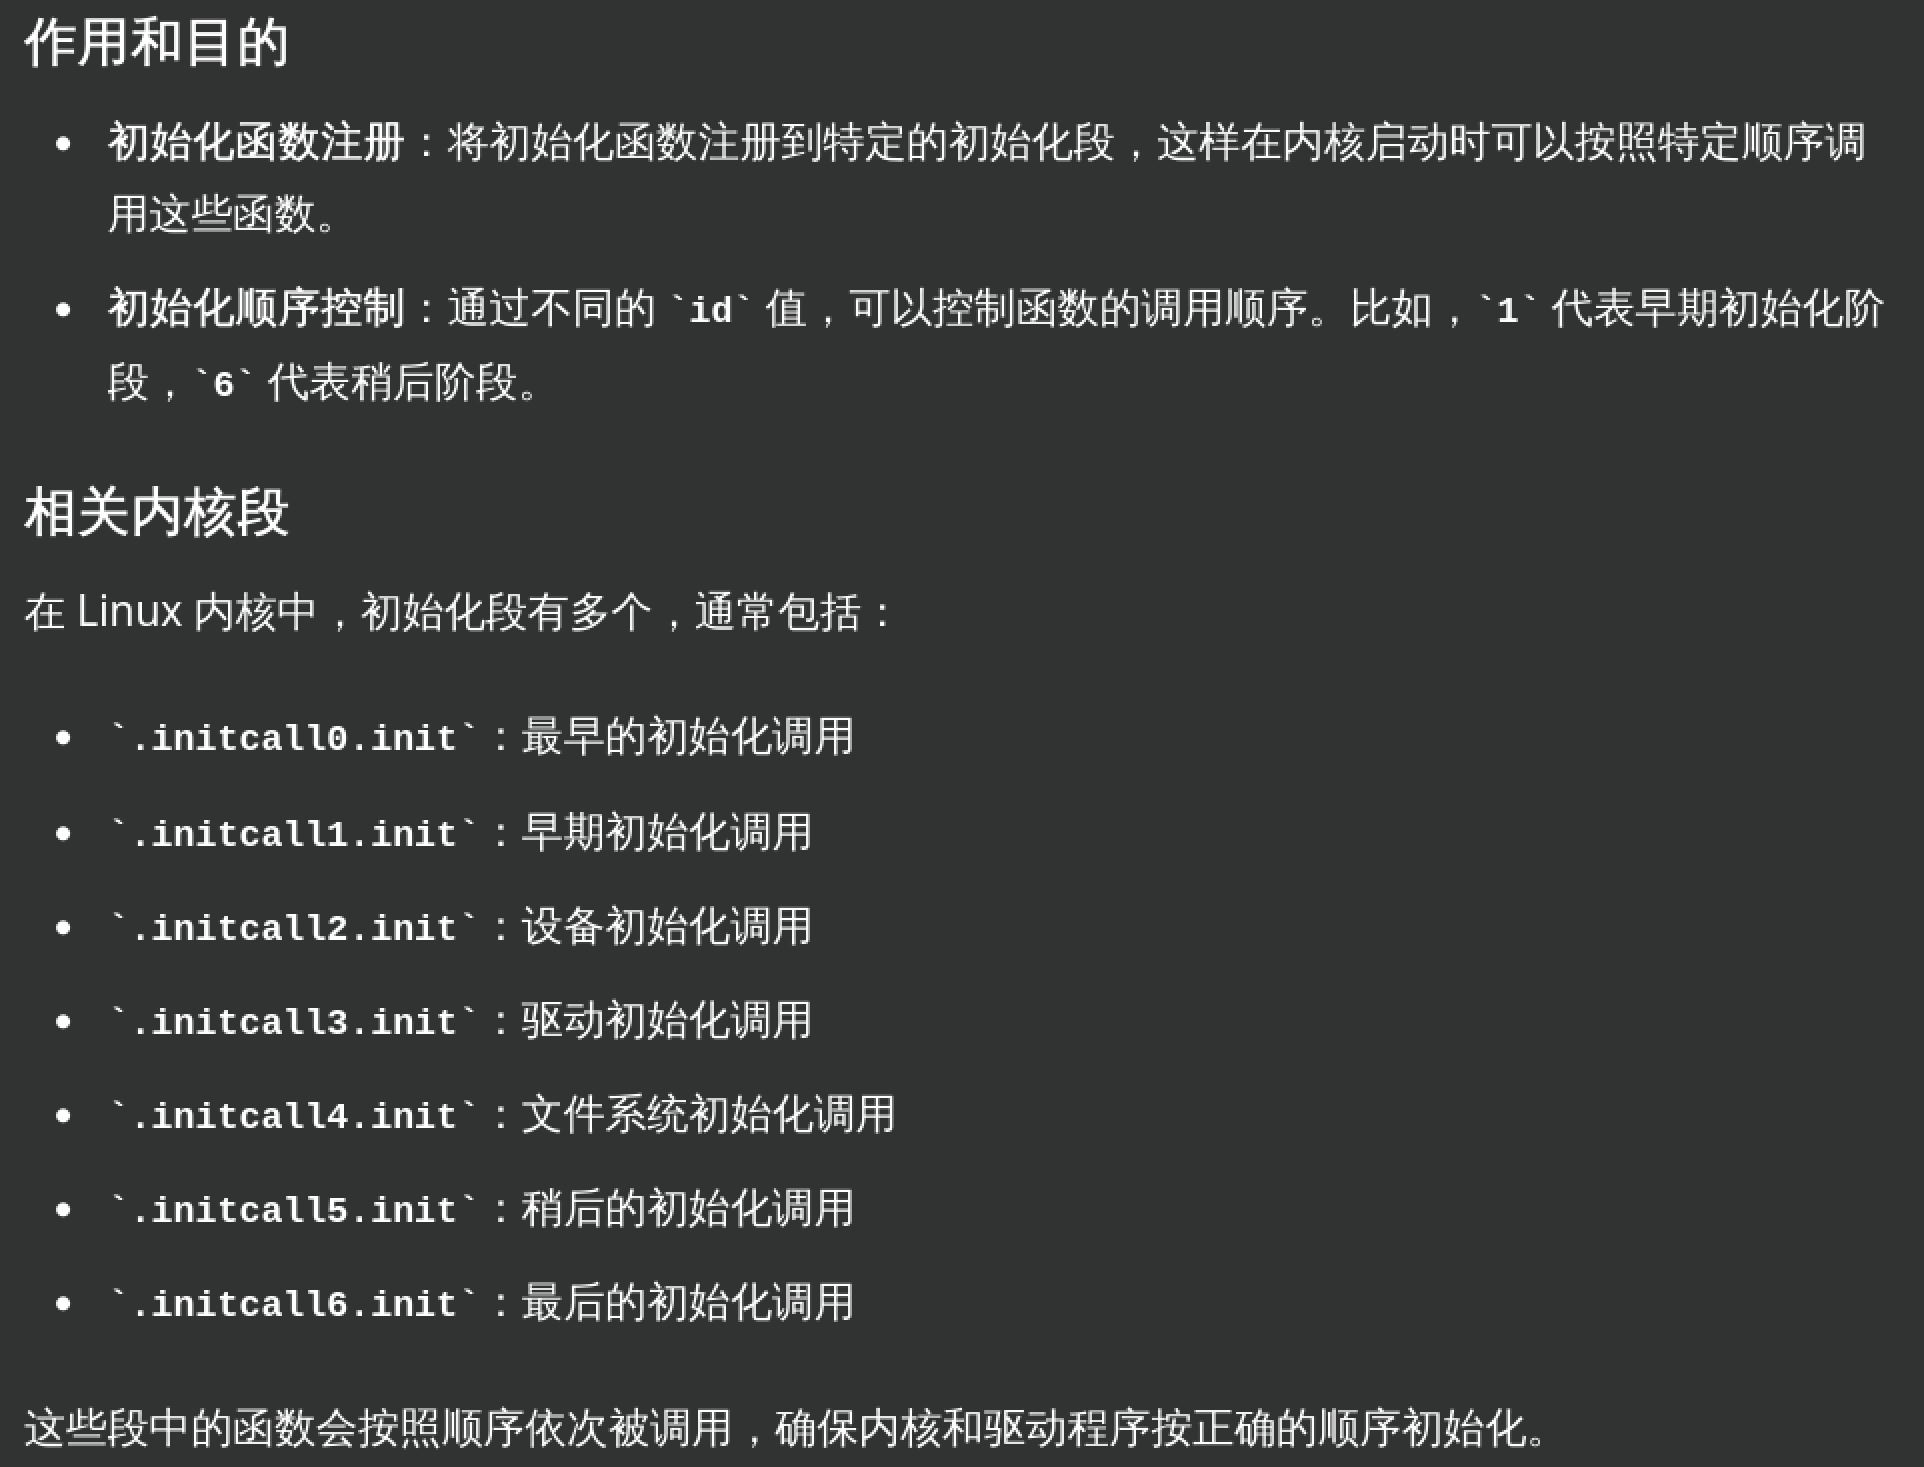 作用和目的
初始化函数注册：将初始化函数注册到特定的初始化段，这样在内核启动时可以按照特定顺序调
用这些函数。
初始化顺序控制：通过不同的 `id` 值，可以控制函数的调用顺序。比如，`1` 代表早期初始化阶
段，`6` 代表稍后阶段。
相关内核段
在 Linux 内核中，初始化段有多个，通常包括：
`.initcall0.init`：最早的初始化调用
`.initcall1.init`：早期初始化调用
`.initcall2.init`：设备初始化调用
`.initcall3.init`：驱动初始化调用
`.initcall4.init`：文件系统初始化调用
`.initcall5.init`：稍后的初始化调用
`.initcall6.init`：最后的初始化调用
这些段中的函数会按照顺序依次被调用，确保内核和驱动程序按正确的顺序初始化。